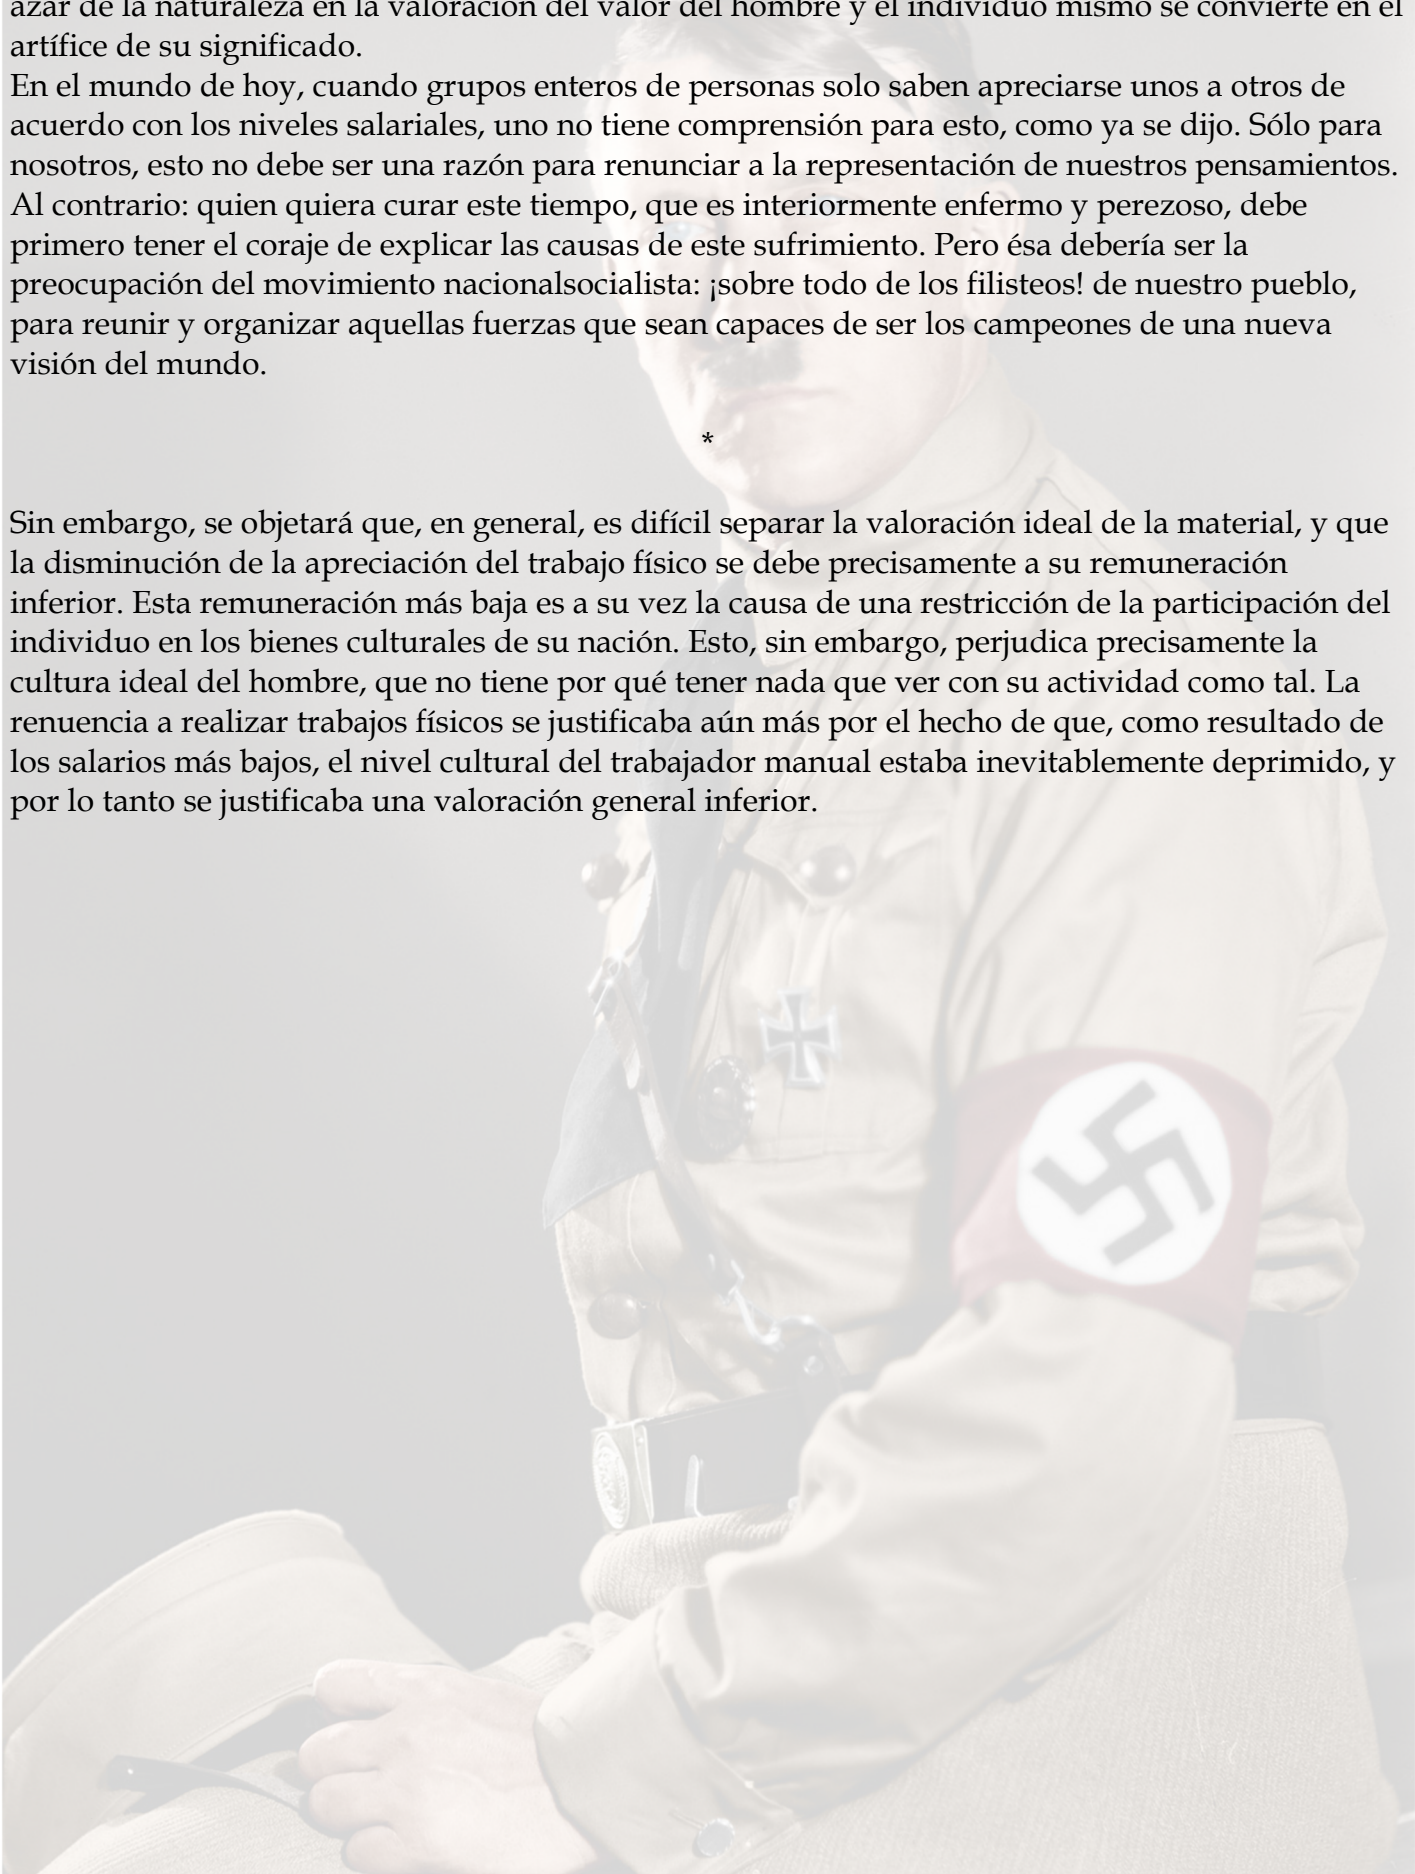 azar de la naturaleza en la valoración del valor del hombre y el individuo mismo se convierte en el
artífice de su significado.
En el mundo de hoy, cuando grupos enteros de personas solo saben apreciarse unos a otros de
acuerdo con los niveles salariales, uno no tiene comprensión para esto, como ya se dijo. Sólo para
nosotros, esto no debe ser una razón para renunciar a la representación de nuestros pensamientos.
Al contrario: quien quiera curar este tiempo, que es interiormente enfermo y perezoso, debe
primero tener el coraje de explicar las causas de este sufrimiento. Pero ésa debería ser la
preocupación del movimiento nacionalsocialista: ¡sobre todo de los filisteos! de nuestro pueblo,
para reunir y organizar aquellas fuerzas que sean capaces de ser los campeones de una nueva
visión del mundo.
*
Sin embargo, se objetará que, en general, es difícil separar la valoración ideal de la material, y que
la disminución de la apreciación del trabajo físico se debe precisamente a su remuneración
inferior. Esta remuneración más baja es a su vez la causa de una restricción de la participación del
individuo en los bienes culturales de su nación. Esto, sin embargo, perjudica precisamente la
cultura ideal del hombre, que no tiene por qué tener nada que ver con su actividad como tal. La
renuencia a realizar trabajos físicos se justificaba aún más por el hecho de que, como resultado de
los salarios más bajos, el nivel cultural del trabajador manual estaba inevitablemente deprimido, y
por lo tanto se justificaba una valoración general inferior.